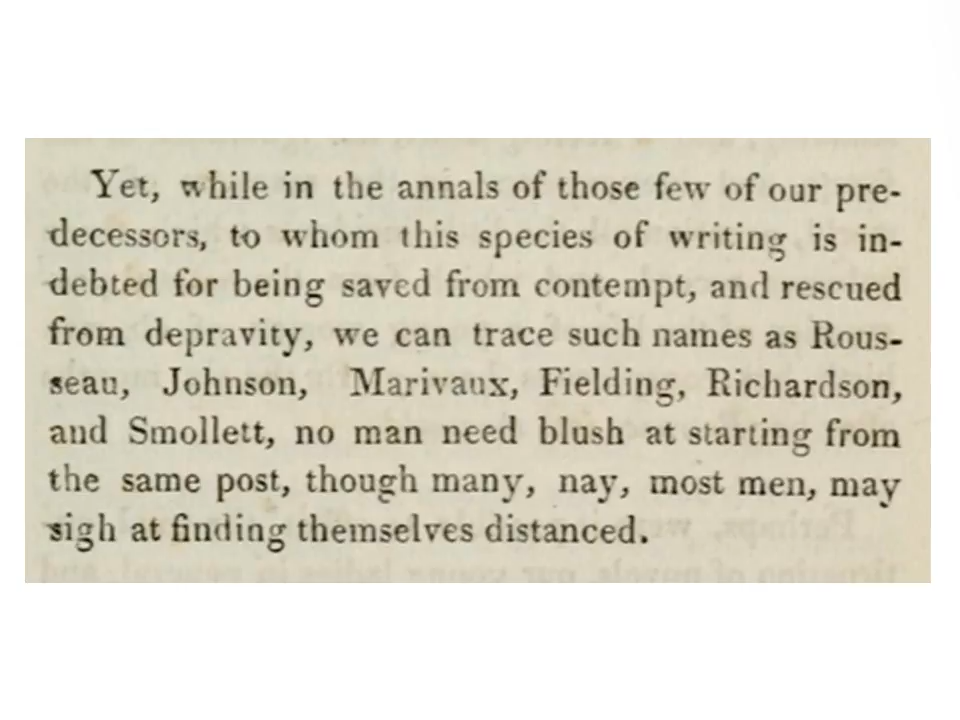 Yet, while in the annals of those few of our pre-
decessors, to whom this species of writing is in-
debted for being saved from contempt, and rescued
from depravity, we can trace such names as Rous-
seau, Johnson, Marivaux, Fielding, Richardson,
and Smollett, no man need blush at starting from
the same post, though many, nay, most men, may
sigh at finding themselves distanced.